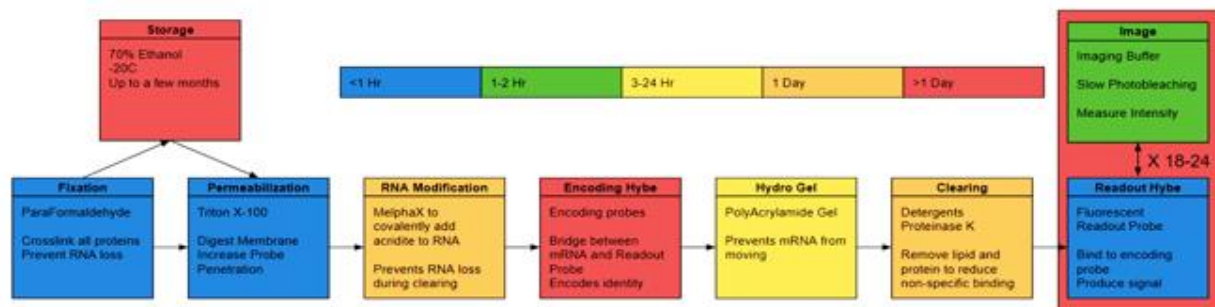 Storage
70% Ethanol
-20C
Up to a few months
<1 Hr
1-2 Hr
3-24 Hr
1 Day
>1 Day
Image
Imaging Buffer
Slow Photobleaching
Measure Intensity
X 18-24
Fixation
ParaFormaldehyde
Crosslink all proteins
Prevent RNA loss
Permeabilization
Triton X-100
Digest Membrane
Increase Probe
Penetration
RNA Modification
MelphaX to
covalently add
acridite to RNA
Prevents RNA loss
during clearing
Encoding Hybe
Encoding probes
Bridge between
mRNA and Readout
Probe
Encodes identity
Hydro Gel
PolyAcrylamide Gel
Prevents mRNA from
moving
Clearing
Detergents
Proteinase K
Remove lipid and
protein to reduce
non-specific binding
Readout Hybe
Fluorescent
Readout Probe
Bind to encoding
probe
Produce signal